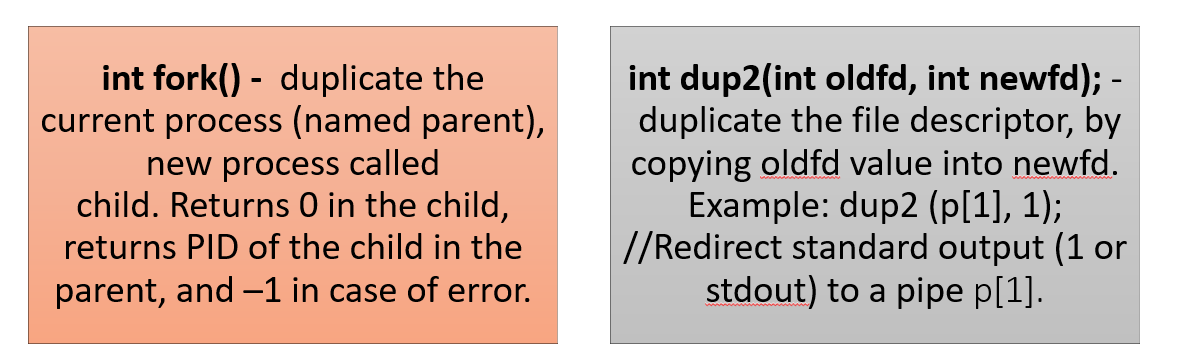 int fork() - duplicate the
current process (named parent),
new process called
child. Returns 0 in the child,
returns PID of the child in the
parent, and –1 in case of error.
int dup2(int oldfd, int newfd); -
duplicate the file descriptor, by
copying oldfd value into newfd.
Example: dup2 (p[1], 1);
//Redirect standard output (1 or
stdout) to a pipe p[1].